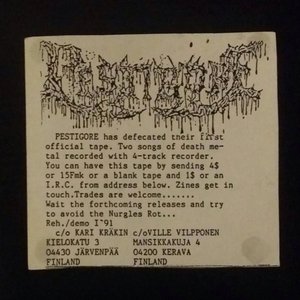 PESTIGORE
PESTIGORE has defecated their first
official tape. Two songs of death me-
tal recorded with 4-track recorder.
You can have this tape by sending 4$
or 15Fmk or a blank tape and 1$ or an
I.R.C. from address below. Zines get in
touch.Trades are welcome.......
Wait the forthcoming releases and try
to avoid the Nurgles Rot...
Reh./demo I'91
c/o KARI KRÄKIN c/oVILLE VILPPONEN
KIELOKATU 3 MANSIKKAKUJA 4
04430 JÄRVENPÄÄ 04200 KERAVA
FINLAND FINLAND